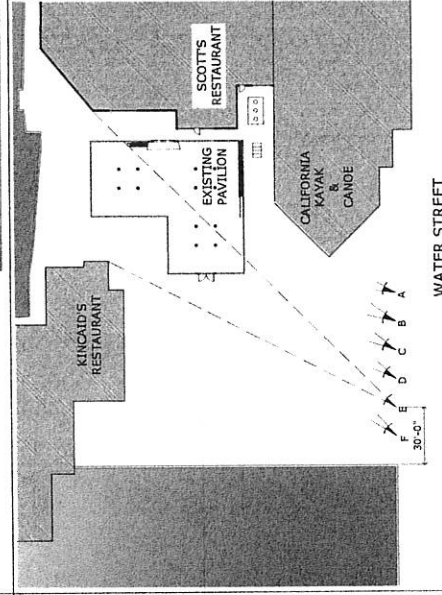 SCOTT'S
RESTAURANT
EXISTING
PAVILION
KINCAID'S
RESTAURANT
CALIFORNIA
KAYAK
&
CANOE
A
B
C
D
E
F
30'-0"
WATER STREET